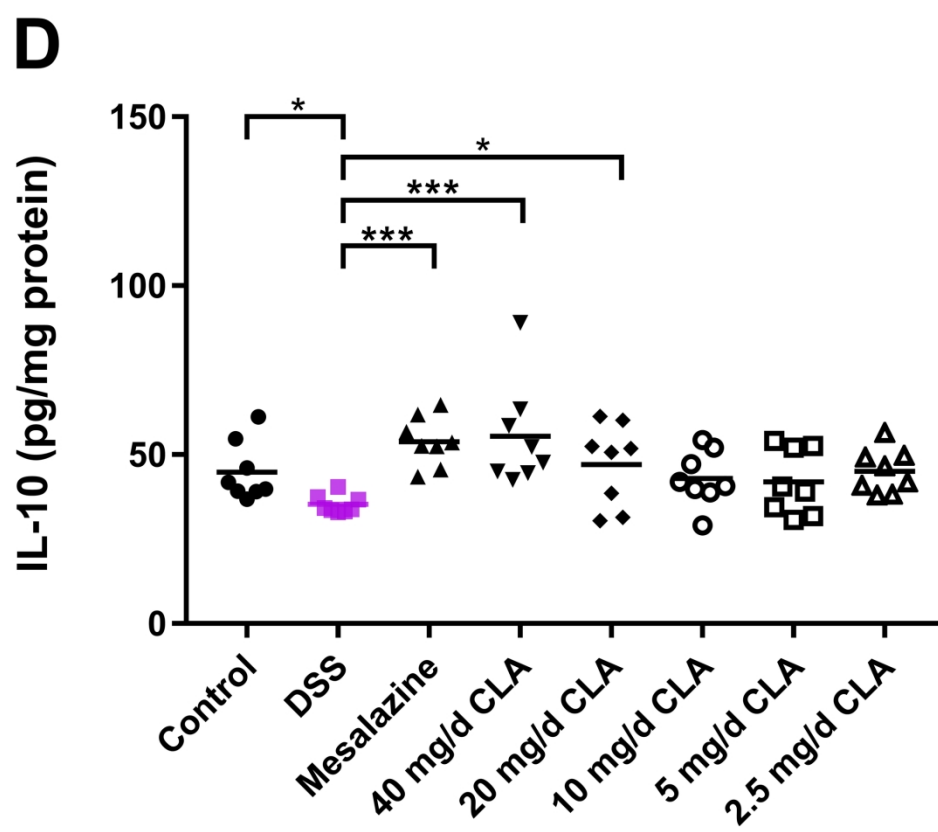 D
IL-10 (pg/mg protein)
150
100
50
0
*
*
***
***
Control
DSS
Mesalazine
40 mg/d CLA
20 mg/d CLA
10 mg/d CLA
5 mg/d CLA
2.5 mg/d CLA